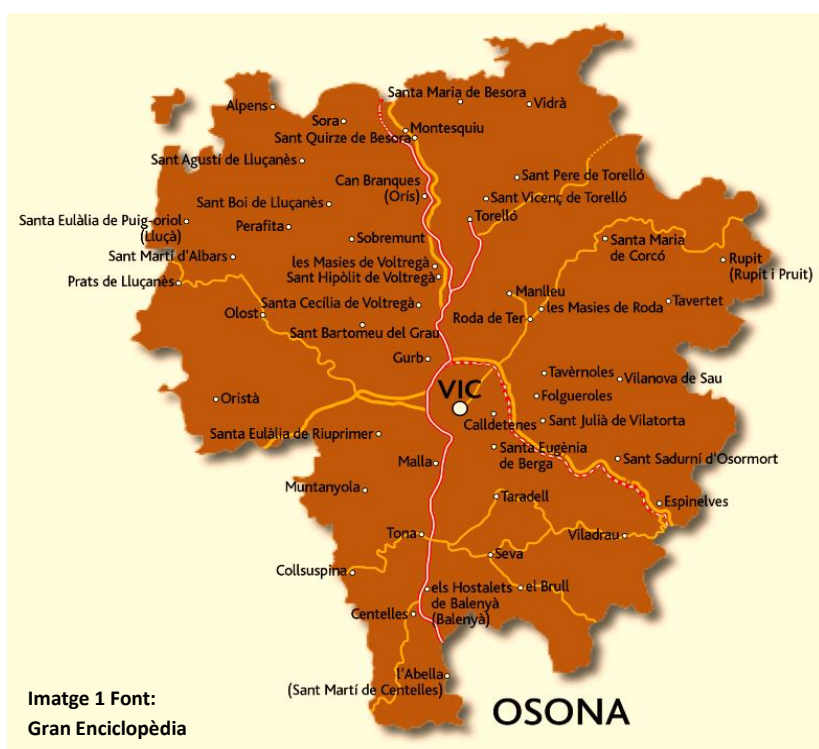 Santa Maria de Besora
Alpens
Vidrà
Sora
Montesquiu
Sant Quirze de Besora
Sant Agustí de Lluçanès
Sant Pere de Torelló
Can Branques
(Orís)
Sant Vicenç de Torelló
Sant Boi de Lluçanès
Torelló
Santa Eulàlia de Puig-oriol
(Lluçà)
Perafita
Sobremunt
Santa Maria
de Corcó
Sant Martí d'Albars
Rupit
(Rupit i Pruit)
les Masies de Voltregà
Sant Hipòlit de Voltregà
Prats de Lluçanès
Manlleu
Santa Cecília de Voltregà
les Masies de Roda
Tavertet
Olost
Roda de Ter
Sant Bartomeu del Grau
Gurb
Tavèrnoles
Vilanova de Sau
VIC
Folgueroles
Oristà
Calldetenes
Sant Julià de Vilatorta
Santa Eulàlia de Riuprimer
Santa Eugènia
de Berga
Malla
Sant Sadurní d'Osormort
Muntanyola
Taradell
Espinelves
Tona
Viladrau
Seva
Collsuspina
els Hostalets
de Balenyà
(Balenyà)
el Brull
Centelles
l'Abella
(Sant Martí de Centelles)
Imatge 1 Font:
Gran Enciclopèdia
OSONA